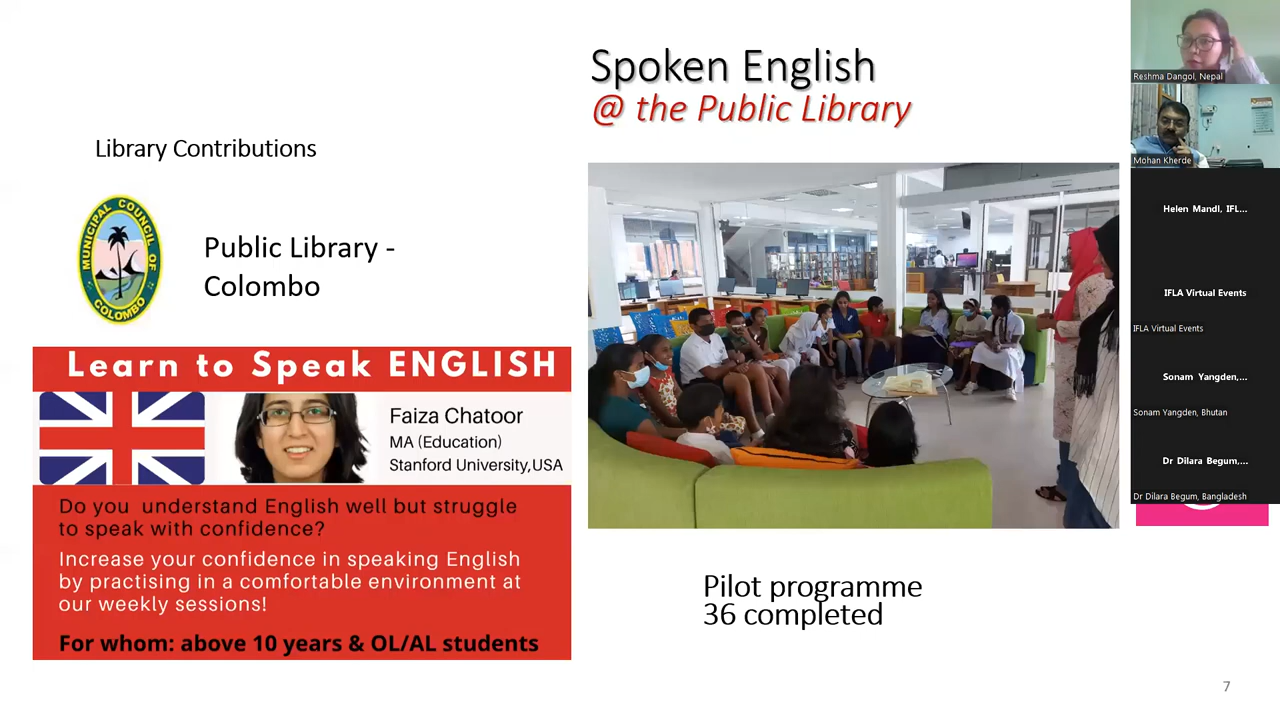 Spoken English
@ the Public Library
Library Contributions
MUNICIPAL COUNCIL OF
COLOMBO
Public Library -
Colombo
Learn to Speak ENGLISH
Faiza Chatoor
MA (Education)
Stanford University,USA
Do you understand English well but struggle
to speak with confidence?
Increase your confidence in speaking English
by practising in a comfortable environment at
our weekly sessions!
For whom: above 10 years & OL/AL students
Pilot programme
36 completed
7
Reshma Dangol, Nepal
Mohan Kherde
Helen Mandl, IFL...
IFLA Virtual Events
IFLA Virtual Events
Sonam Yangden,...
Sonam Yangden, Bhutan
Dr Dilara Begum,...
Dr Dilara Begum, Bangladesh